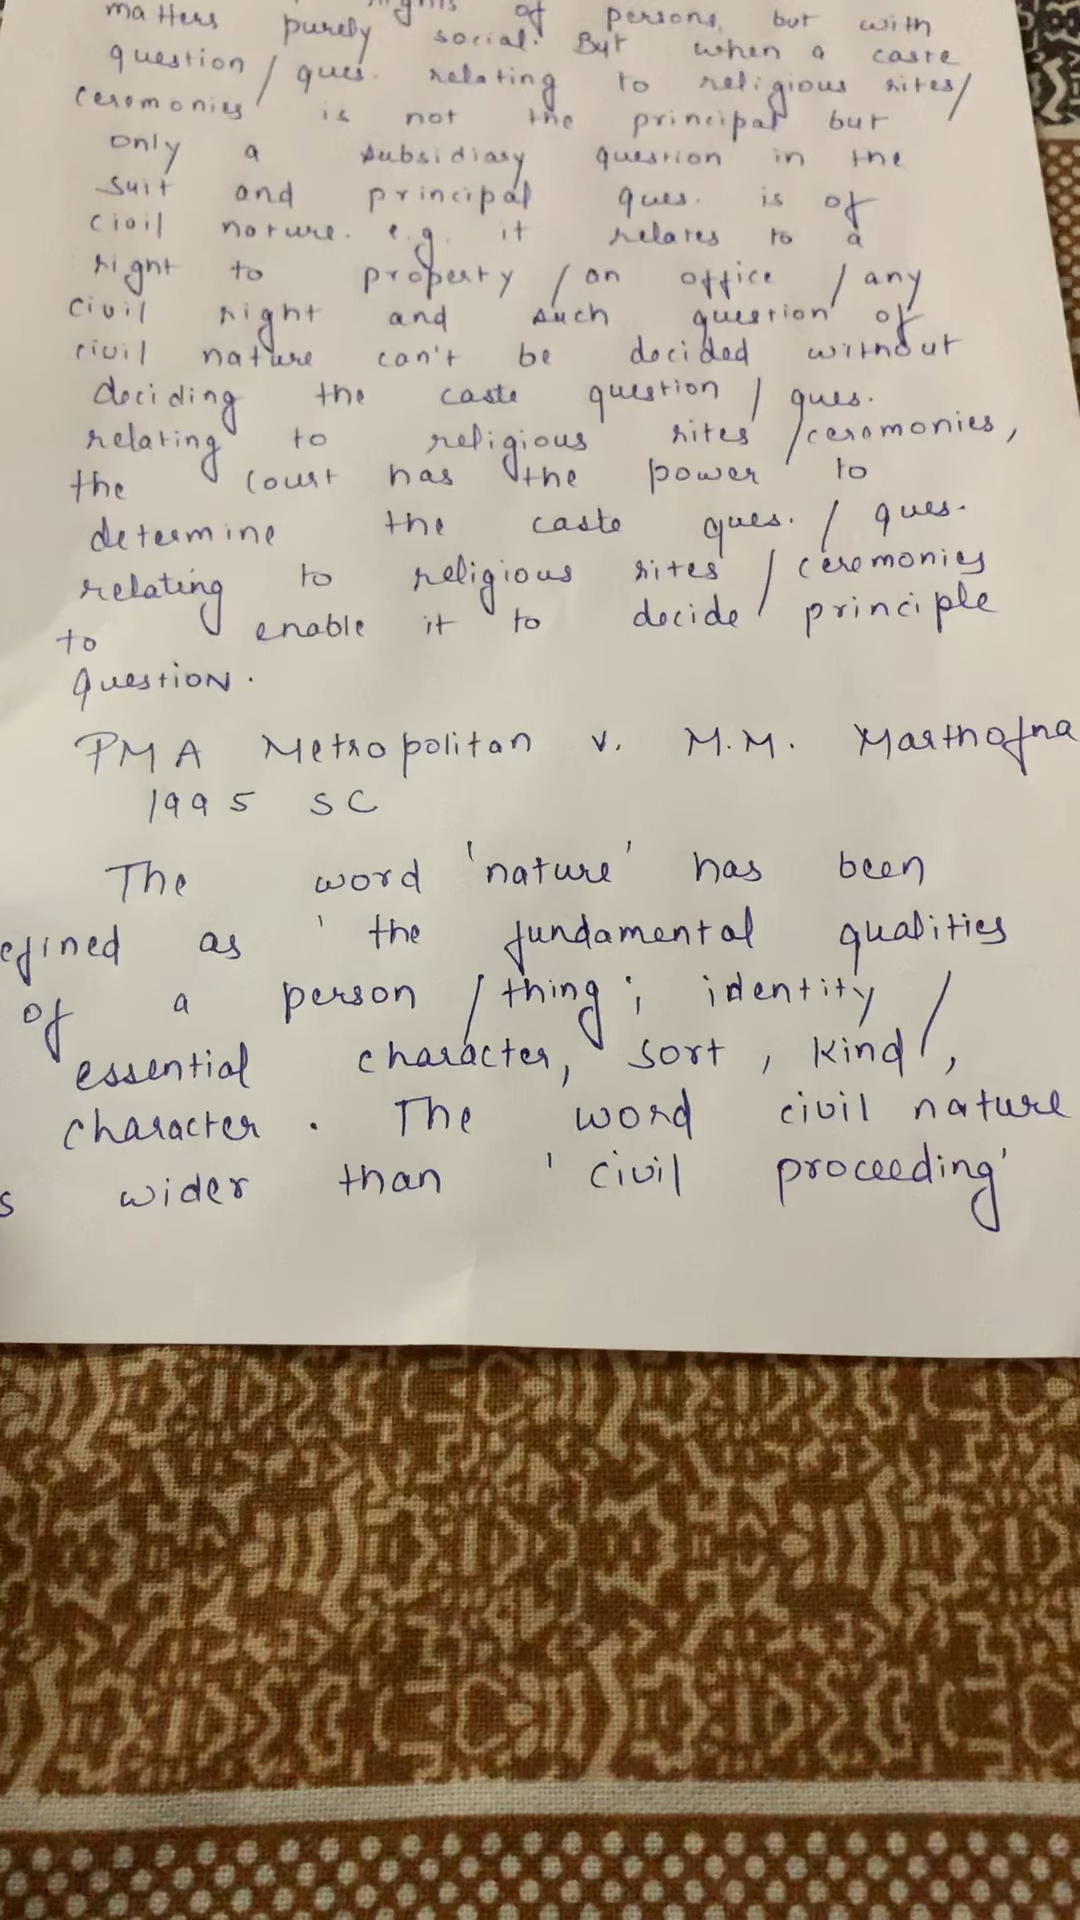 matters purely social. But when a caste
question / ques. relating to religious rites/
ceremonies is not the principal but
only a subsidiary question in the
suit and principal ques. is of
civil nature. e.g. it relates to a
right to property / an office / any
civil right and such question of
civil nature can't be decided without
deciding the caste question / ques.
relating to religious rites / ceremonies,
the court has the power to
determine the caste ques. / ques.
relating to religious rites / ceremonies
to enable it to decide principle
question.
PMA Metropolitan v. M.M. Marthofna
1995 SC
The word 'nature' has been
efined as ' the fundamental qualities
of a person / thing ; identity /
essential character, sort , kind ,
character . The word civil nature
s wider than ' civil proceeding'